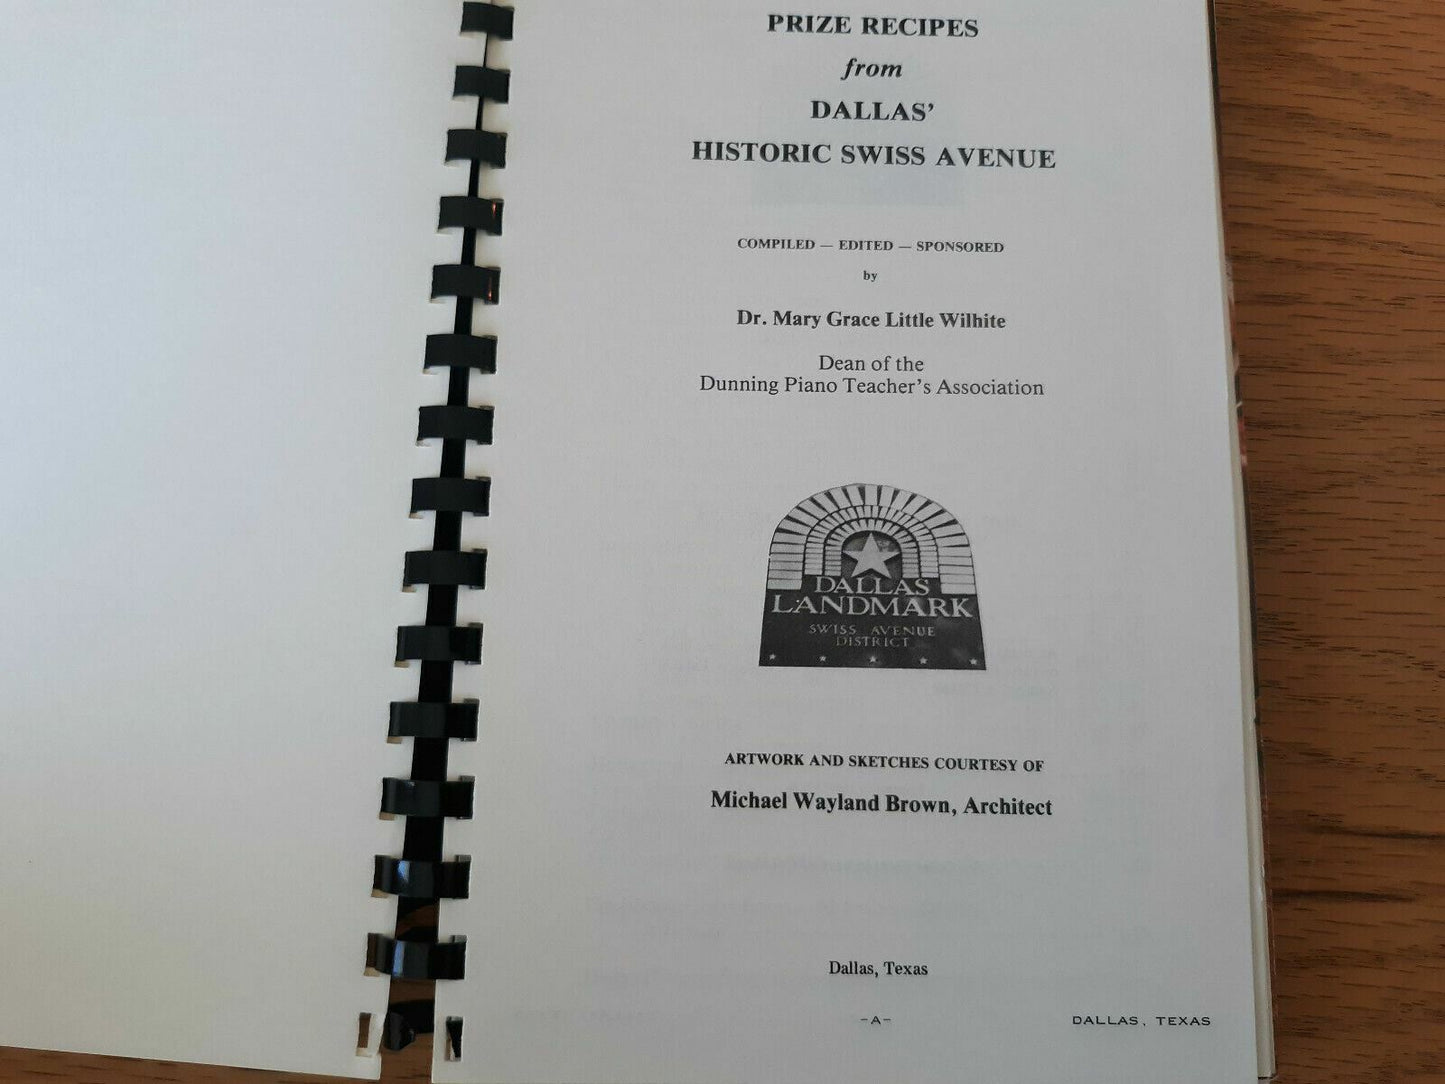 PRIZE RECIPES
from
DALLAS'
HISTORIC SWISS AVENUE
COMPILED — EDITED — SPONSORED
by
Dr. Mary Grace Little Wilhite
Dean of the
Dunning Piano Teacher's Association
DALLAS
LANDMARK
SWISS AVENUE
DISTRICT
ARTWORK AND SKETCHES COURTESY OF
Michael Wayland Brown, Architect
Dallas, Texas
-A-
DALLAS, TEXAS